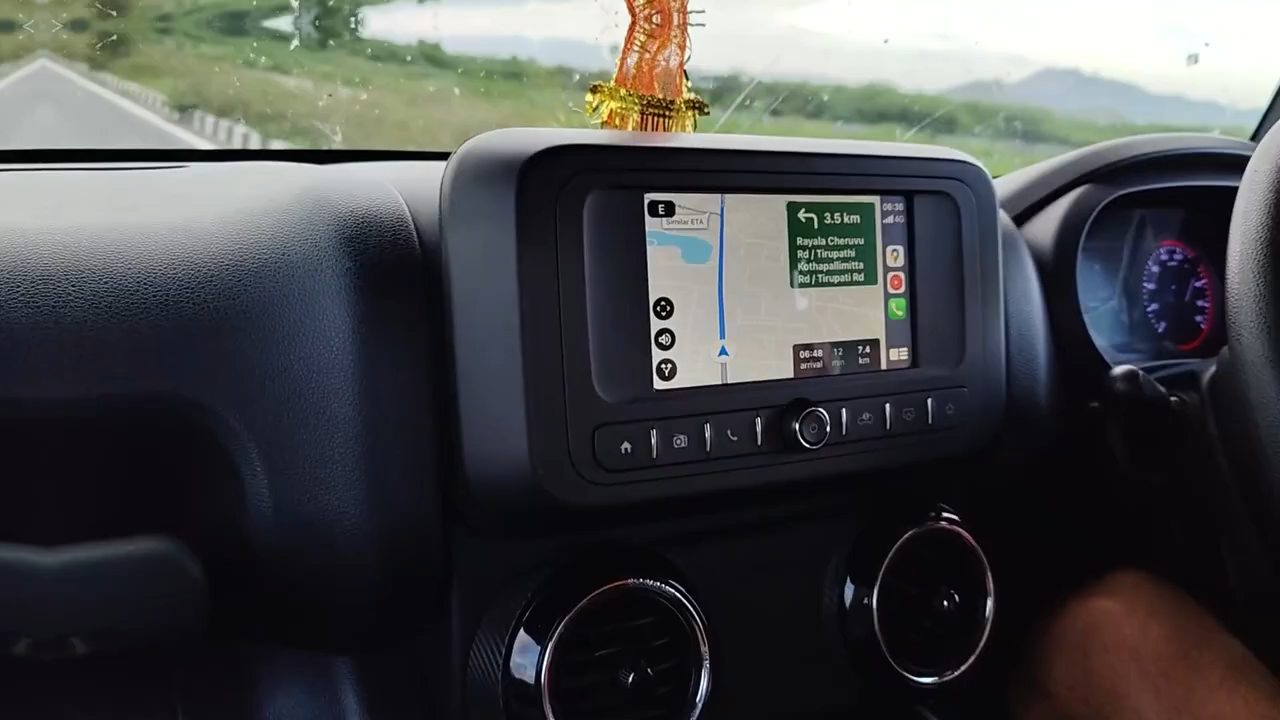 E
Similar ETA
3.5 km
Rayala Cheruvu
Rd / Tirupathi
Kothapallimitta
Rd / Tirupati Rd
06:36
4G
06:48 12 7.4
arrival min km